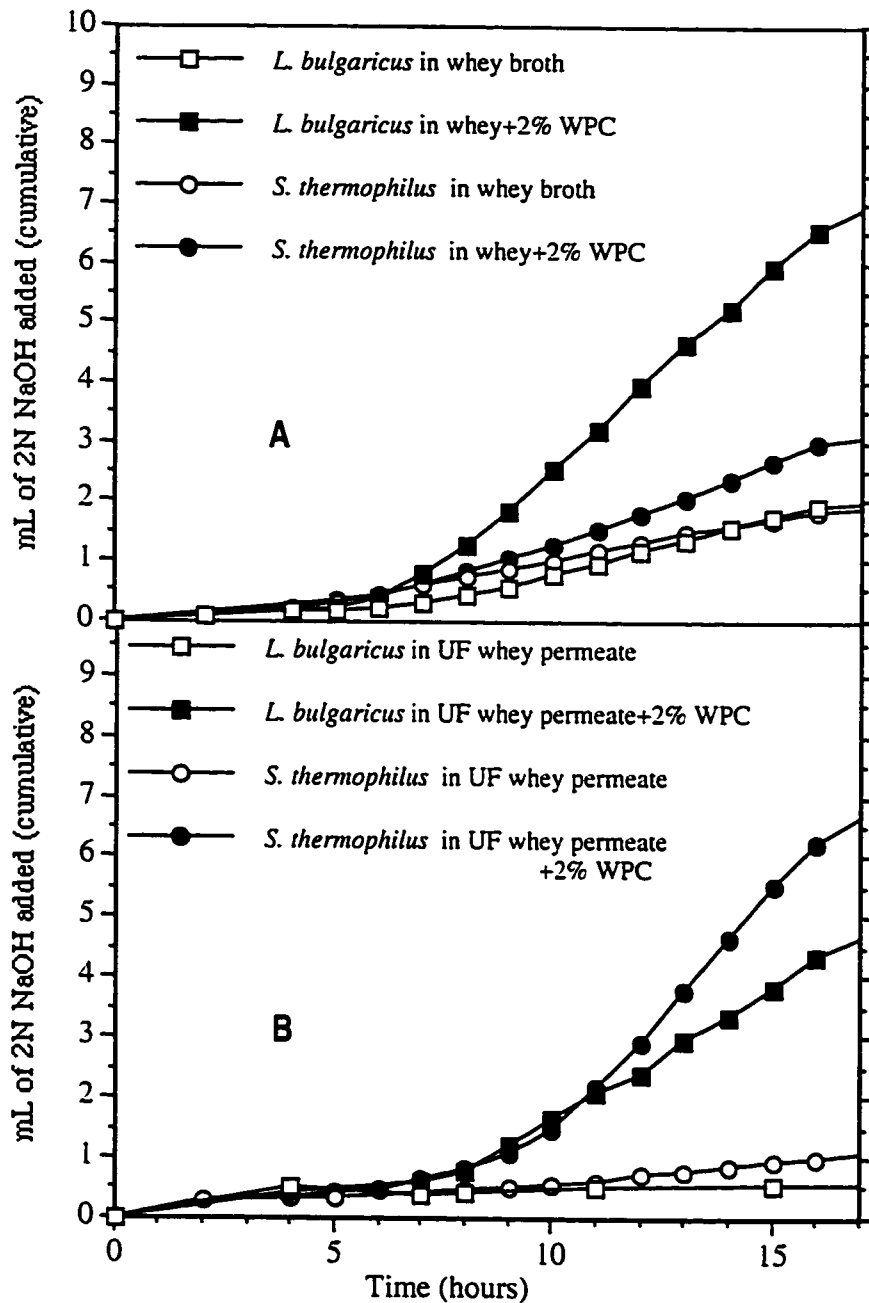 10
9
8
7
6
5
4
3
2
1
0
mL of 2N NaOH added (cumulative)
L. bulgaricus in whey broth
L. bulgaricus in whey+2% WPC
S. thermophilus in whey broth
S. thermophilus in whey+2% WPC
A
9
8
7
6
5
4
3
2
1
0
mL of 2N NaOH added (cumulative)
L. bulgaricus in UF whey permeate
L. bulgaricus in UF whey permeate+2% WPC
S. thermophilus in UF whey permeate
S. thermophilus in UF whey permeate
+2% WPC
B
0 5 10 15
Time (hours)